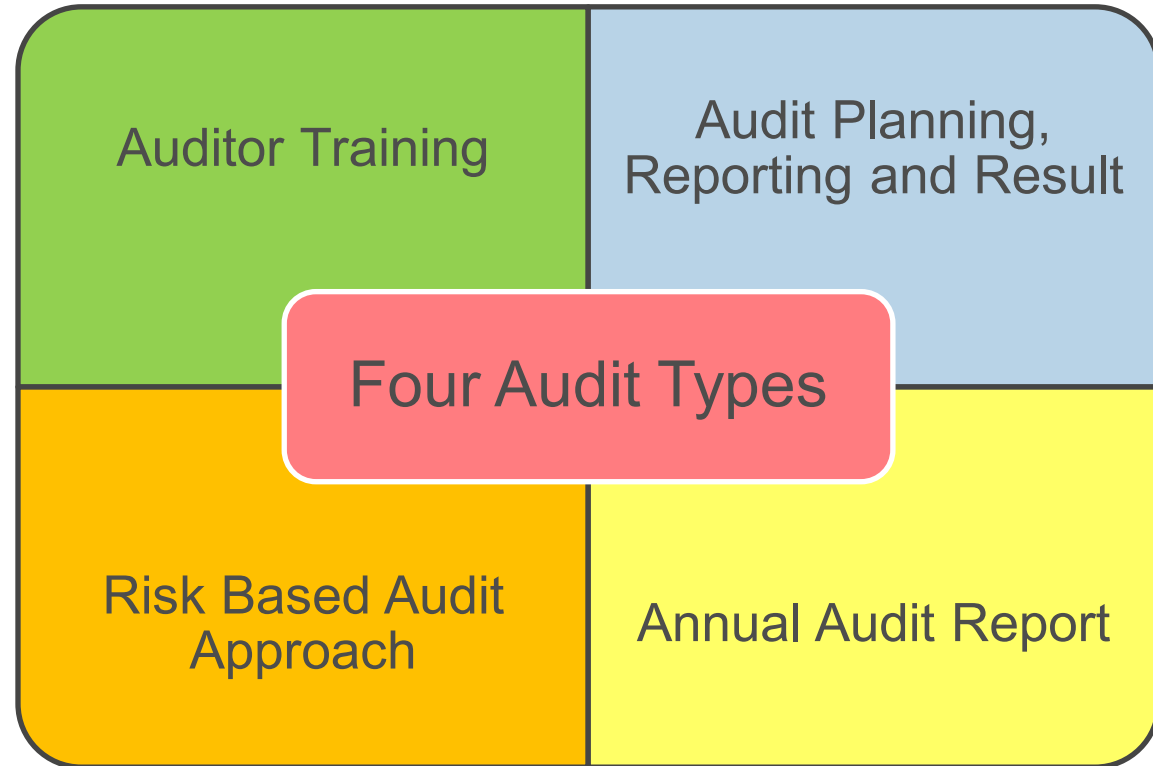 Auditor Training
Audit Planning,
Reporting and Result
Four Audit Types
Risk Based Audit
Approach
Annual Audit Report